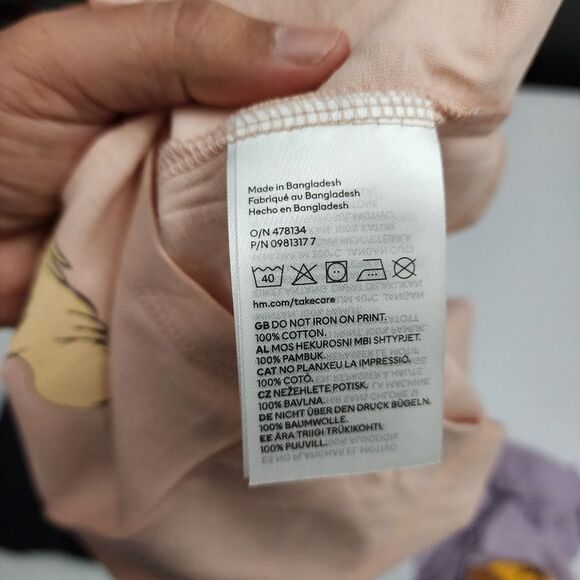 Made in Bangladesh
Fabriqué au Bangladesh
Hecho en Bangladesh
O/N 478134
P/N 0981317 7
40
hm.com/takecare
GB DO NOT IRON ON PRINT.
100% COTTON.
AL MOS HEKUROSNI MBI SHTYPJET.
100% PAMBUK.
CAT NO PLANXEU LA IMPRESSIÓ.
100% COTÓ.
CZ NEŽEHLETE POTISK.
100% BAVLNA.
DE NICHT ÜBER DEN DRUCK BÜGELN.
100% BAUMWOLLE.
EE ÄRA TRIIGI TRÜKIKOHTI.
100% PUUVILL.